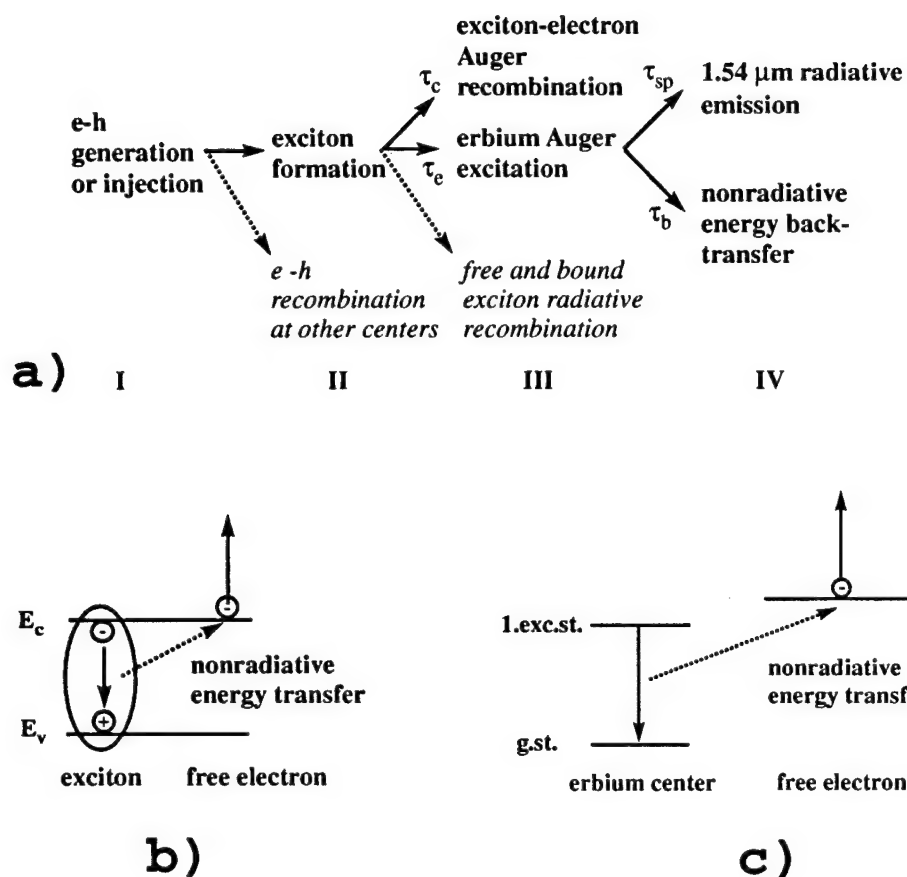 exciton-electron
Auger
recombination
τc
τsp
1.54 μm radiative
emission
e-h
generation
or injection
exciton
formation
τe
erbium Auger
excitation
τb
nonradiative
energy back-
transfer
e -h
recombination
at other centers
free and bound
exciton radiative
recombination
a)
I
II
III
IV
Ec
-
-
nonradiative
energy transfer
+
Ev
exciton
free electron
b)
-
1.exc.st.
nonradiative
energy transf
g.st.
erbium center
free electron
c)